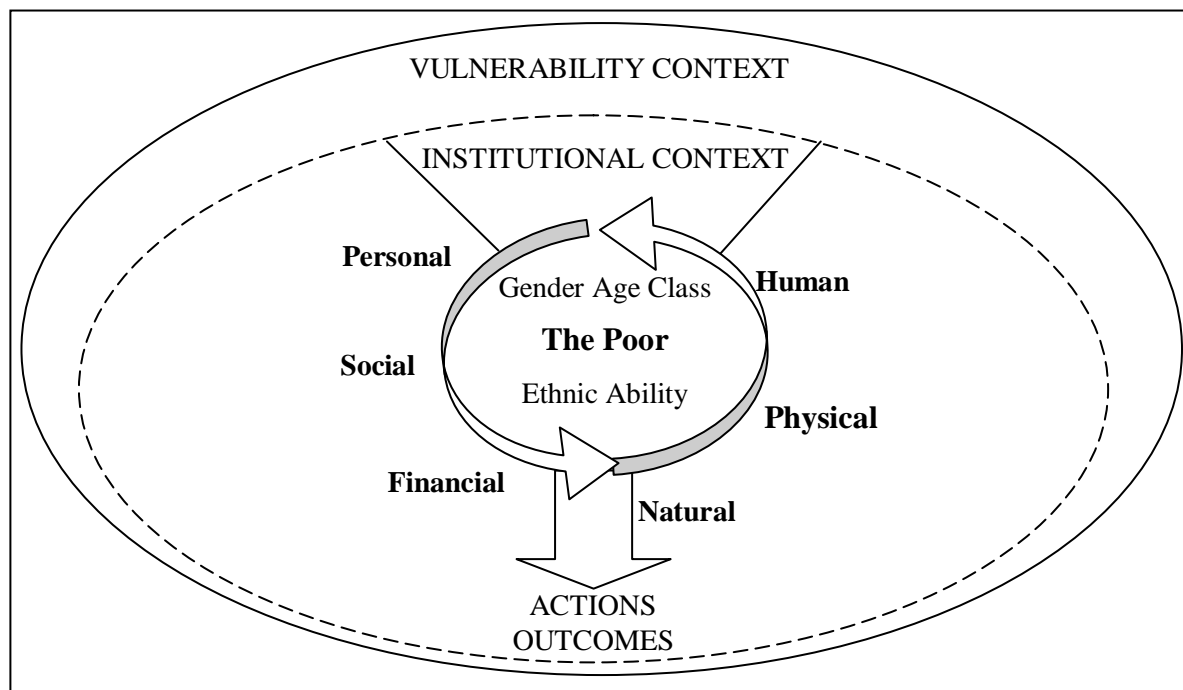 VULNERABILITY CONTEXT
INSTITUTIONAL CONTEXT
Personal
Human
Gender Age Class
The Poor
Social
Ethnic Ability
Physical
Financial
Natural
ACTIONS
OUTCOMES